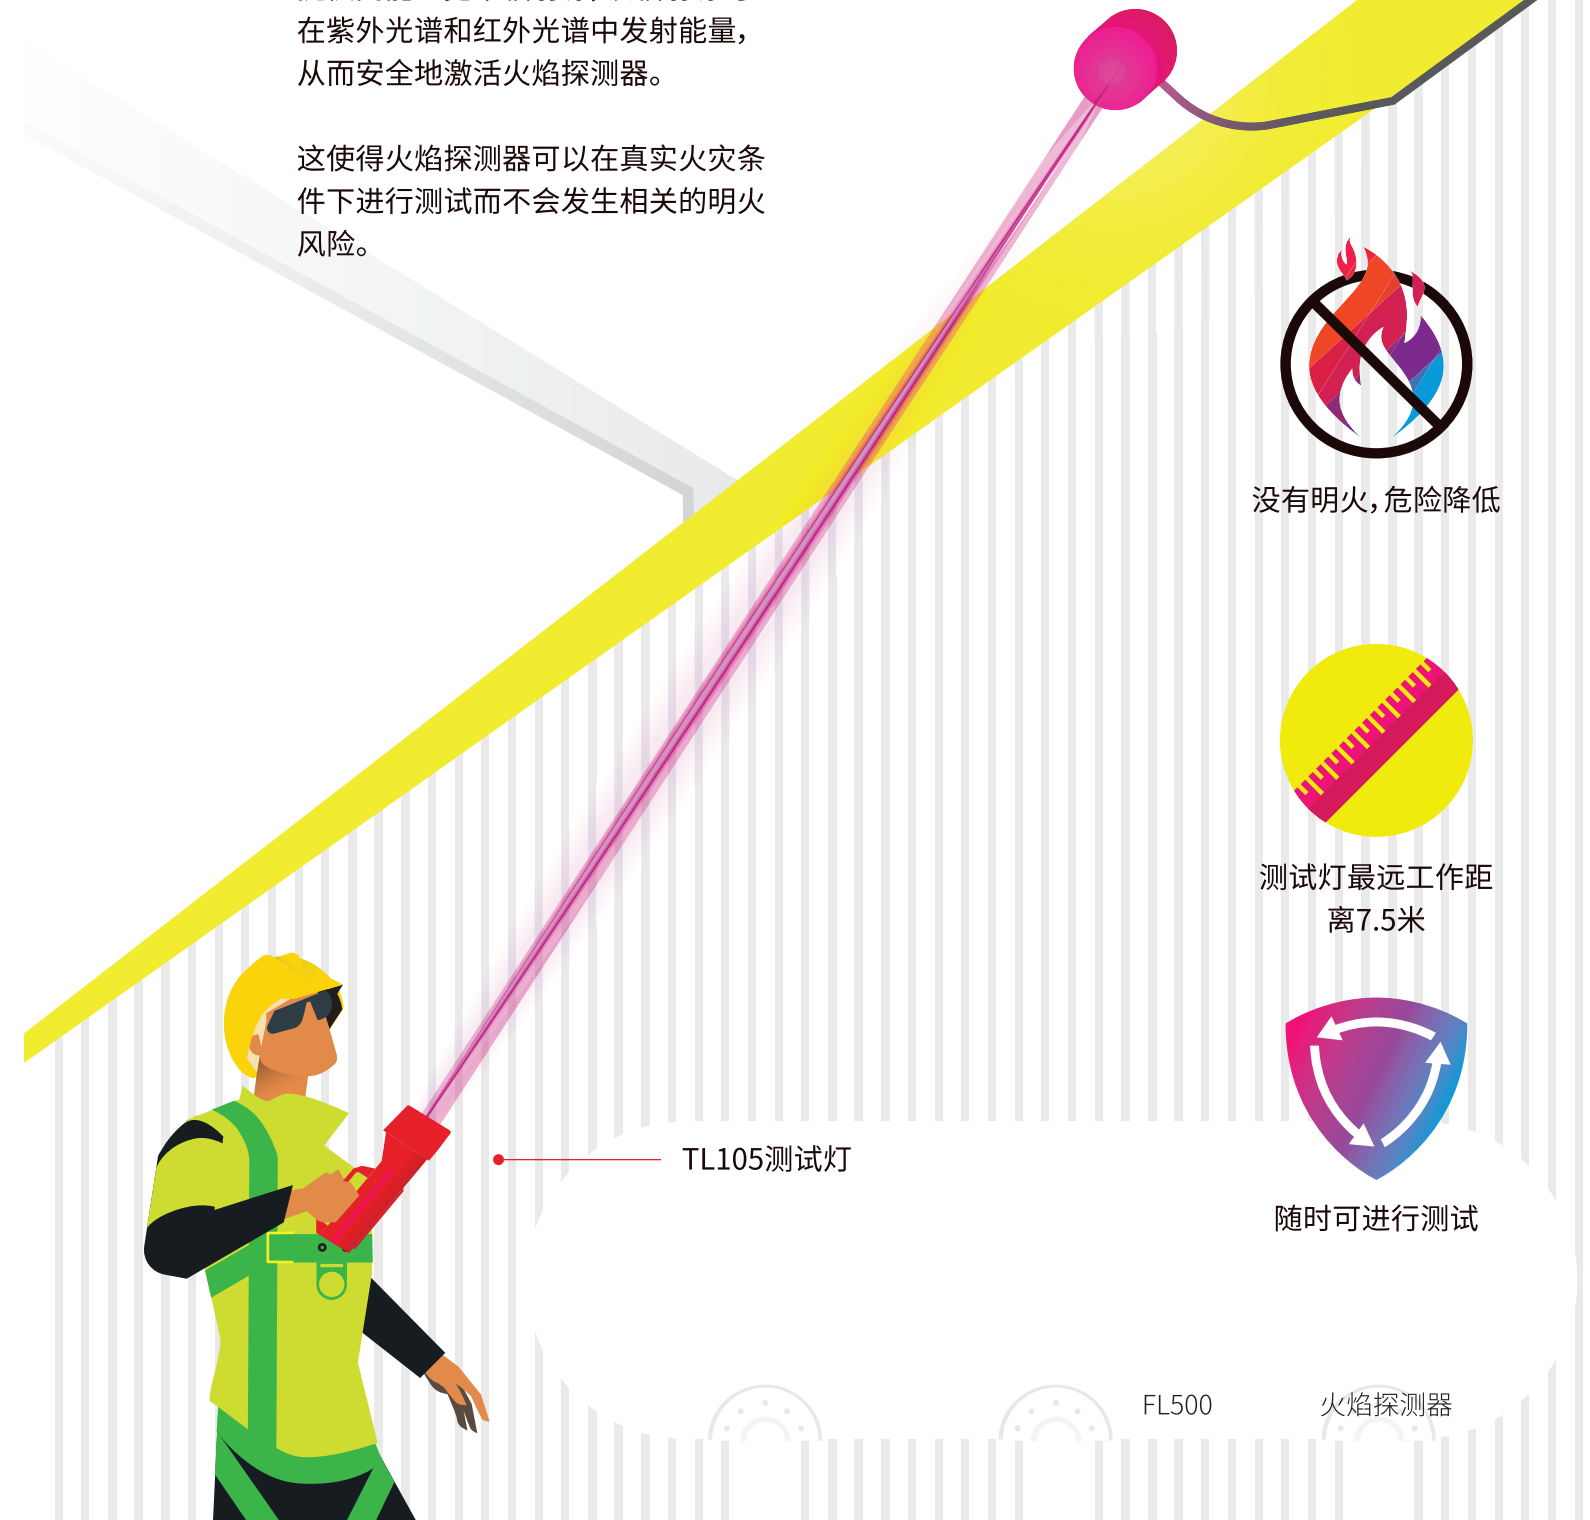 在紫外光谱和红外光谱中发射能量，
从而安全地激活火焰探测器。
这使得火焰探测器可以在真实火灾条
件下进行测试而不会发生相关的明火
风险。
没有明火，危险降低
测试灯最远工作距
离7.5米
TL105测试灯
随时可进行测试
FL500 火焰探测器